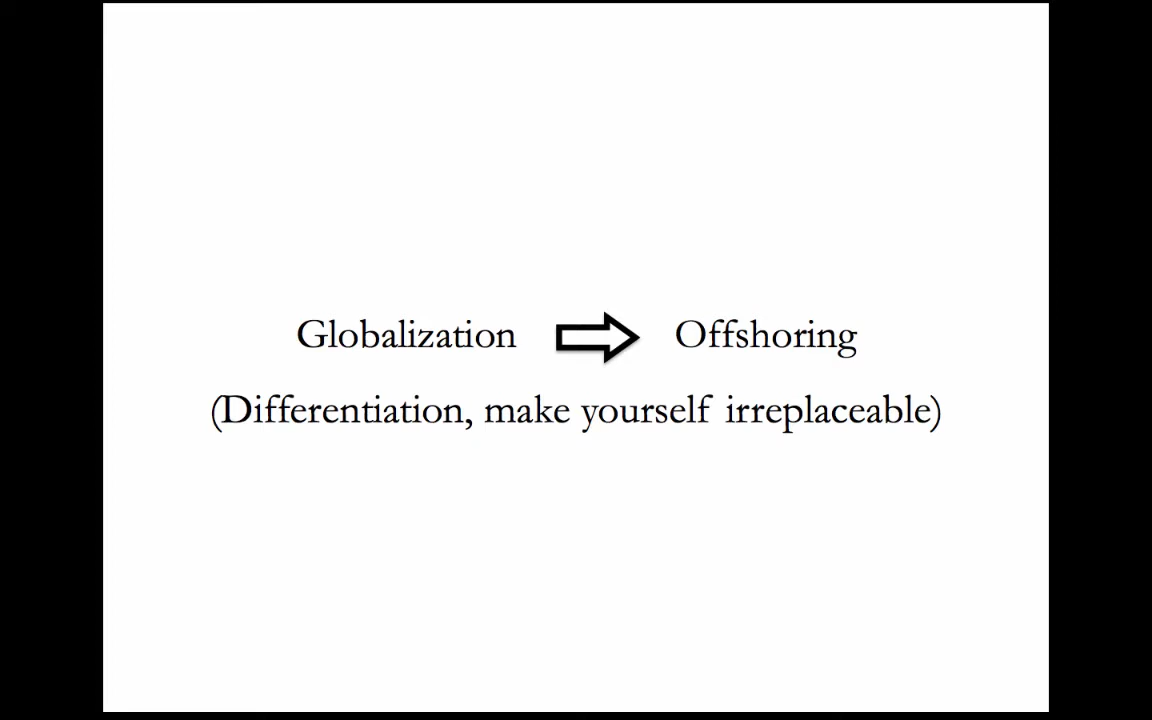 Globalization Offshoring
(Differentiation, make yourself irreplaceable)